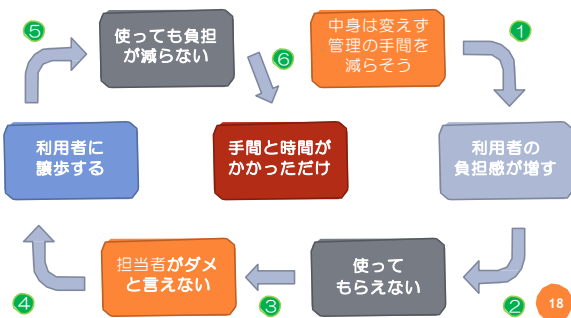 中身は変えず
管理の手間を
減らそう
1
利用者の
負担感が増す
2
使って
もらえない
3
担当者がダメ
と言えない
4
利用者に
譲歩する
5
使っても負担
が減らない
6
手間と時間が
かかっただけ
18